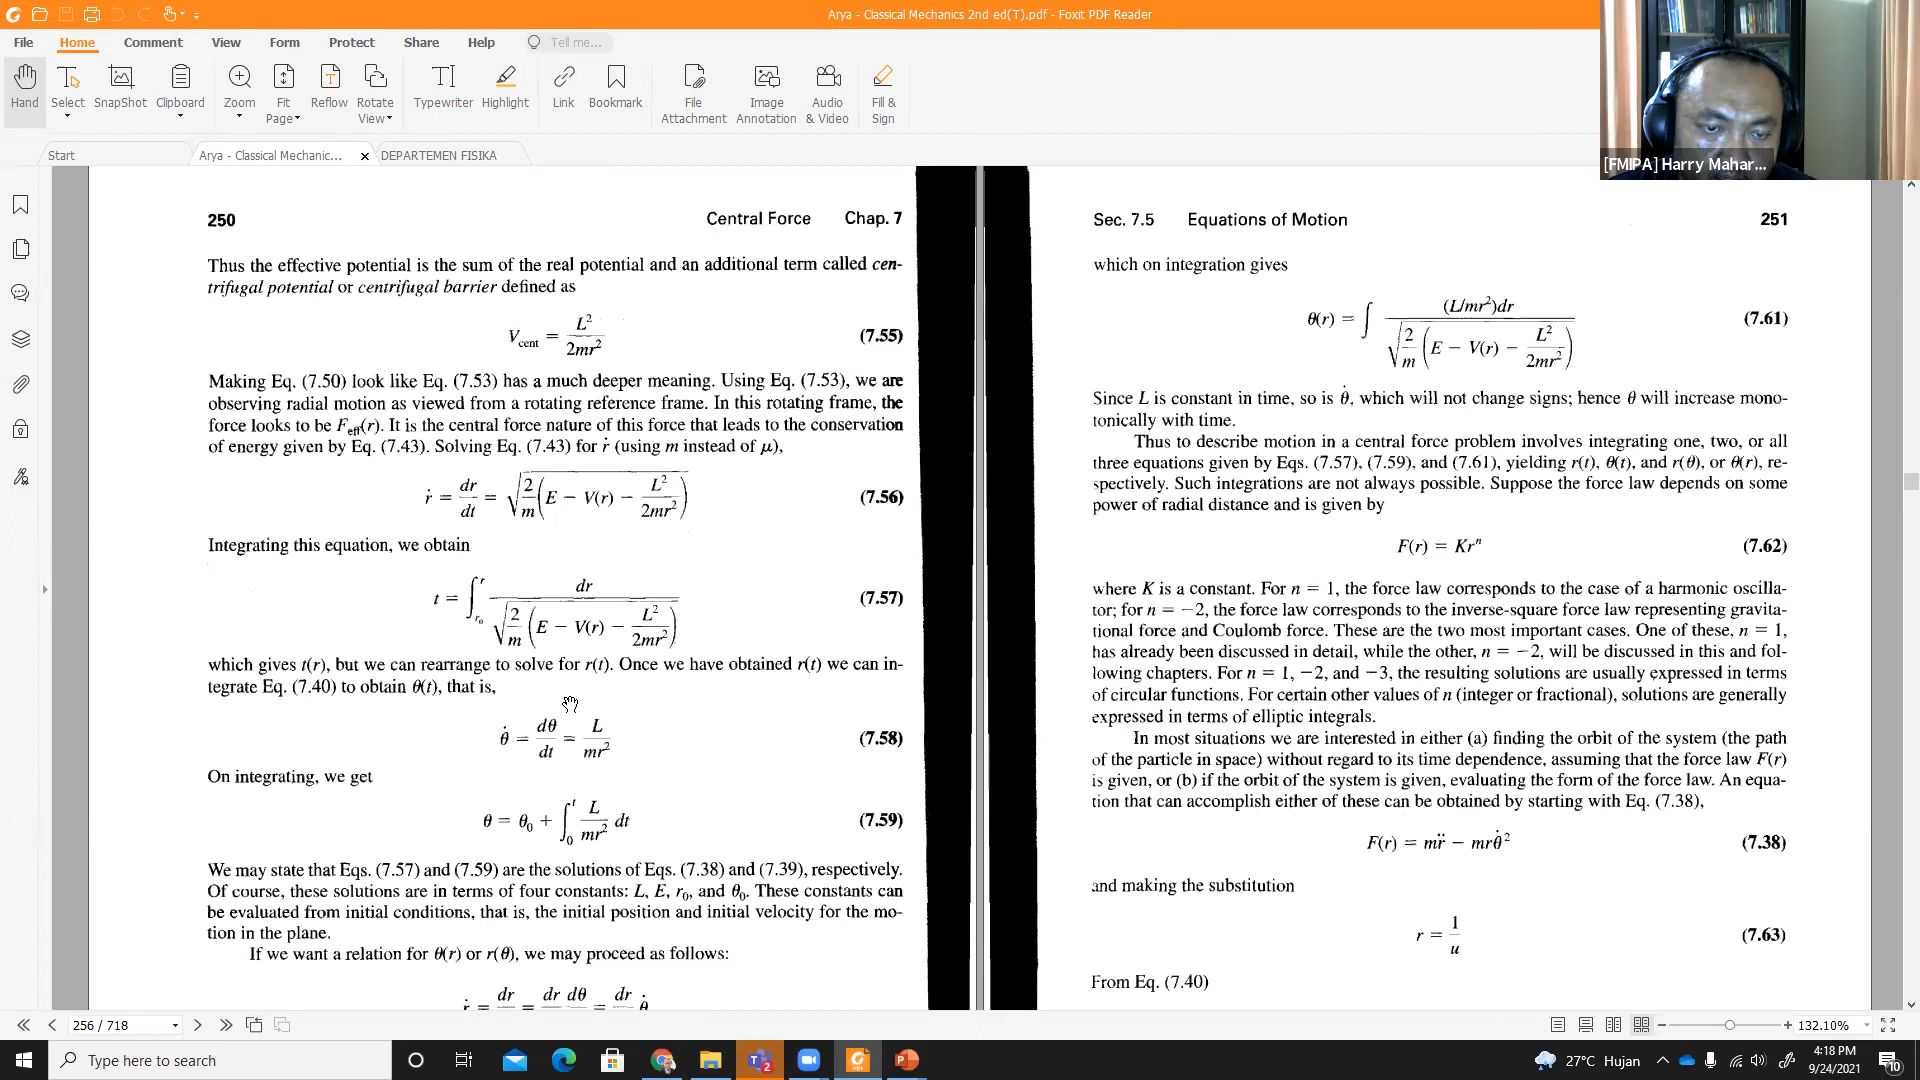 Arya - Classical Mechanics 2nd ed(T).pdf - Foxit PDF Reader
File Home Comment View Form Protect Share Help Tell me...
Hand Select SnapShot Clipboard Zoom Fit Page Reflow Rotate View Typewriter Highlight Link Bookmark File Attachment Image Annotation Audio & Video Fill & Sign
[FMIPA] Harry Mahar...
Start Arya - Classical Mechanic... DEPARTEMEN FISIKA
250 Central Force Chap. 7
Thus the effective potential is the sum of the real potential and an additional term called cen-
trifugal potential or centrifugal barrier defined as
V_cent = L²/2mr² (7.55)
Making Eq. (7.50) look like Eq. (7.53) has a much deeper meaning. Using Eq. (7.53), we are
observing radial motion as viewed from a rotating reference frame. In this rotating frame, the
force looks to be F_eff(r). It is the central force nature of this force that leads to the conservation
of energy given by Eq. (7.43). Solving Eq. (7.43) for ṙ (using m instead of μ),
ṙ = dr/dt = √(2/m (E − V(r) − L²/2mr²)) (7.56)
Integrating this equation, we obtain
t = ∫_{r₀}^{r} dr / √(2/m (E − V(r) − L²/2mr²)) (7.57)
which gives t(r), but we can rearrange to solve for r(t). Once we have obtained r(t) we can in-
tegrate Eq. (7.40) to obtain θ(t), that is,
θ̇ = dθ/dt = L/mr² (7.58)
On integrating, we get
θ = θ₀ + ∫₀^t L/mr² dt (7.59)
We may state that Eqs. (7.57) and (7.59) are the solutions of Eqs. (7.38) and (7.39), respectively.
Of course, these solutions are in terms of four constants: L, E, r₀, and θ₀. These constants can
be evaluated from initial conditions, that is, the initial position and initial velocity for the mo-
tion in the plane.
If we want a relation for θ(r) or r(θ), we may proceed as follows:
ṙ = dr = dr dθ = dr θ̇
Sec. 7.5 Equations of Motion 251
which on integration gives
θ(r) = ∫ (L/mr²)dr / √(2/m (E − V(r) − L²/2mr²)) (7.61)
Since L is constant in time, so is θ̇, which will not change signs; hence θ will increase mono-
tonically with time.
Thus to describe motion in a central force problem involves integrating one, two, or all
three equations given by Eqs. (7.57), (7.59), and (7.61), yielding r(t), θ(t), and r(θ), or θ(r), re-
spectively. Such integrations are not always possible. Suppose the force law depends on some
power of radial distance and is given by
F(r) = Krⁿ (7.62)
where K is a constant. For n = 1, the force law corresponds to the case of a harmonic oscilla-
tor; for n = −2, the force law corresponds to the inverse-square force law representing gravita-
tional force and Coulomb force. These are the two most important cases. One of these, n = 1,
has already been discussed in detail, while the other, n = −2, will be discussed in this and fol-
lowing chapters. For n = 1, −2, and −3, the resulting solutions are usually expressed in terms
of circular functions. For certain other values of n (integer or fractional), solutions are generally
expressed in terms of elliptic integrals.
In most situations we are interested in either (a) finding the orbit of the system (the path
of the particle in space) without regard to its time dependence, assuming that the force law F(r)
is given, or (b) if the orbit of the system is given, evaluating the form of the force law. An equa-
tion that can accomplish either of these can be obtained by starting with Eq. (7.38),
F(r) = mr̈ − mrθ̇² (7.38)
and making the substitution
r = 1/u (7.63)
From Eq. (7.40)
256 / 718 132.10%
Type here to search 2 27°C Hujan 4:18 PM
9/24/2021 10